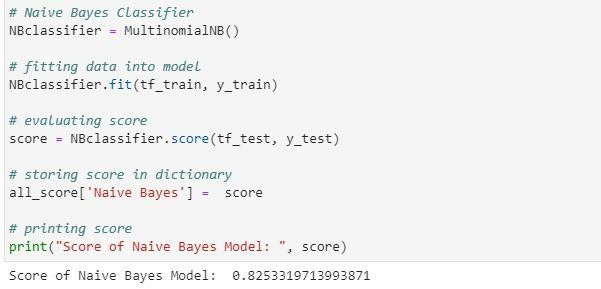 # Naive Bayes Classifier
NBclassifier = MultinomialNB()
# fitting data into model
NBclassifier.fit(tf_train, y_train)
# evaluating score
score = NBclassifier.score(tf_test, y_test)
# storing score in dictionary
all_score['Naive Bayes'] =  score
# printing score
print("Score of Naive Bayes Model: ", score)
Score of Naive Bayes Model:  0.8253319713993871